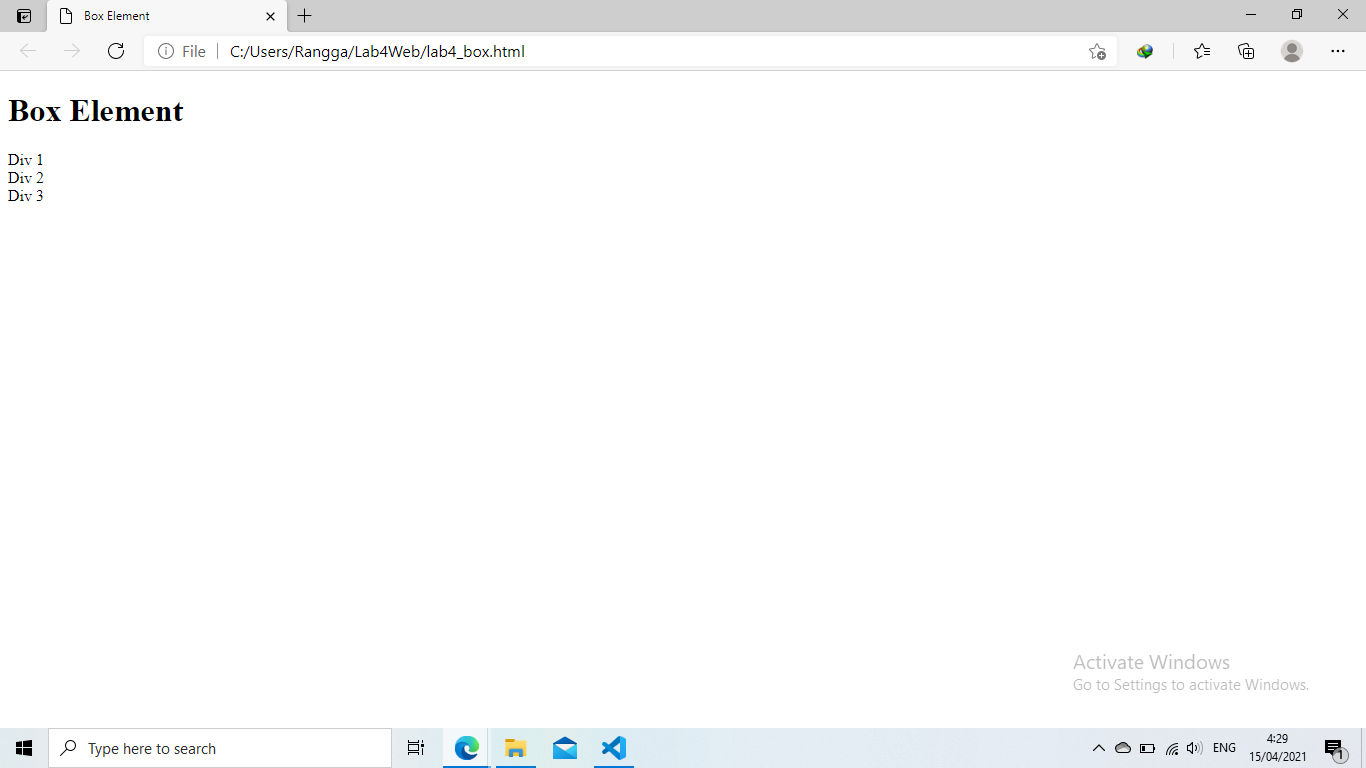 Box Element
File
C:/Users/Rangga/Lab4Web/lab4_box.html
Box Element
Div 1
Div 2
Div 3
Activate Windows
Go to Settings to activate Windows.
Type here to search
ENG
4:29
15/04/2021
1